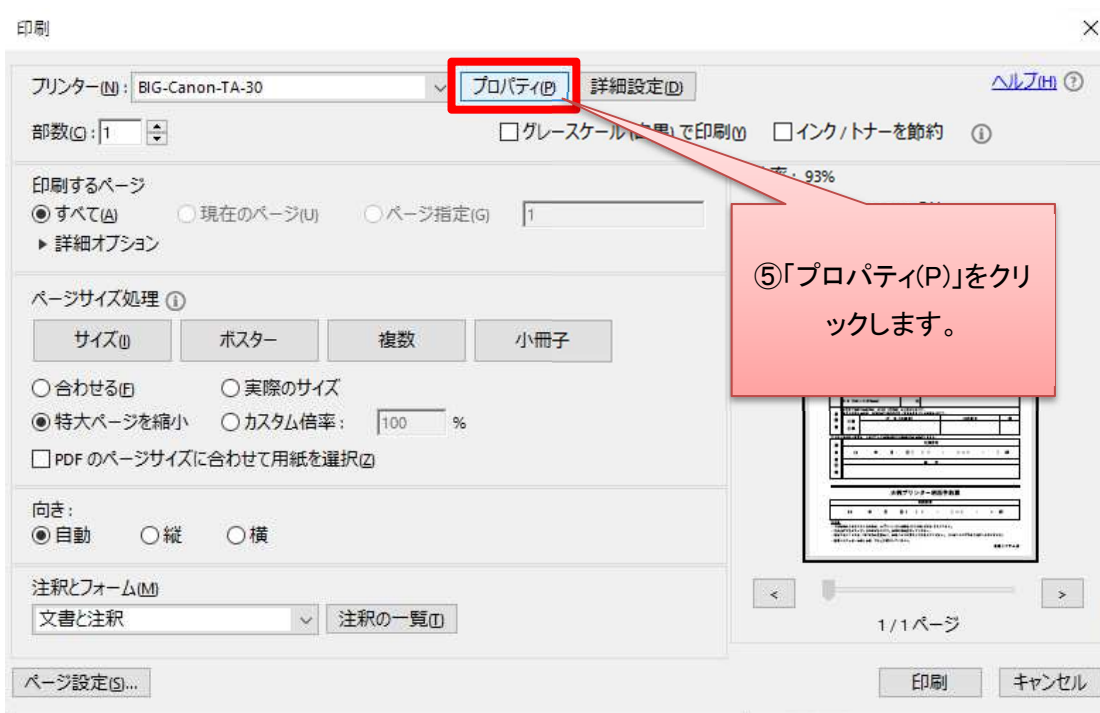 印刷
プリンター(N): BIG-Canon-TA-30 プロパティ(P) 詳細設定(D) ヘルプ(H)
部数(C): 1 グレースケール(白黒)で印刷(Y) インク/トナーを節約
印刷するページ
率: 93%
すべて(A) 現在のページ(U) ページ指定(G) 1
詳細オプション
⑤「プロパティ(P)」をクリ
ックします。
ページサイズ処理
サイズ(I) ポスター 複数 小冊子
合わせる(F) 実際のサイズ
特大ページを縮小 カスタム倍率: 100 %
PDF のページサイズに合わせて用紙を選択(Z)
向き:
自動 縦 横
注釈とフォーム(M)
文書と注釈 注釈の一覧(T)
< >
1/1ページ
ページ設定(S)... 印刷 キャンセル